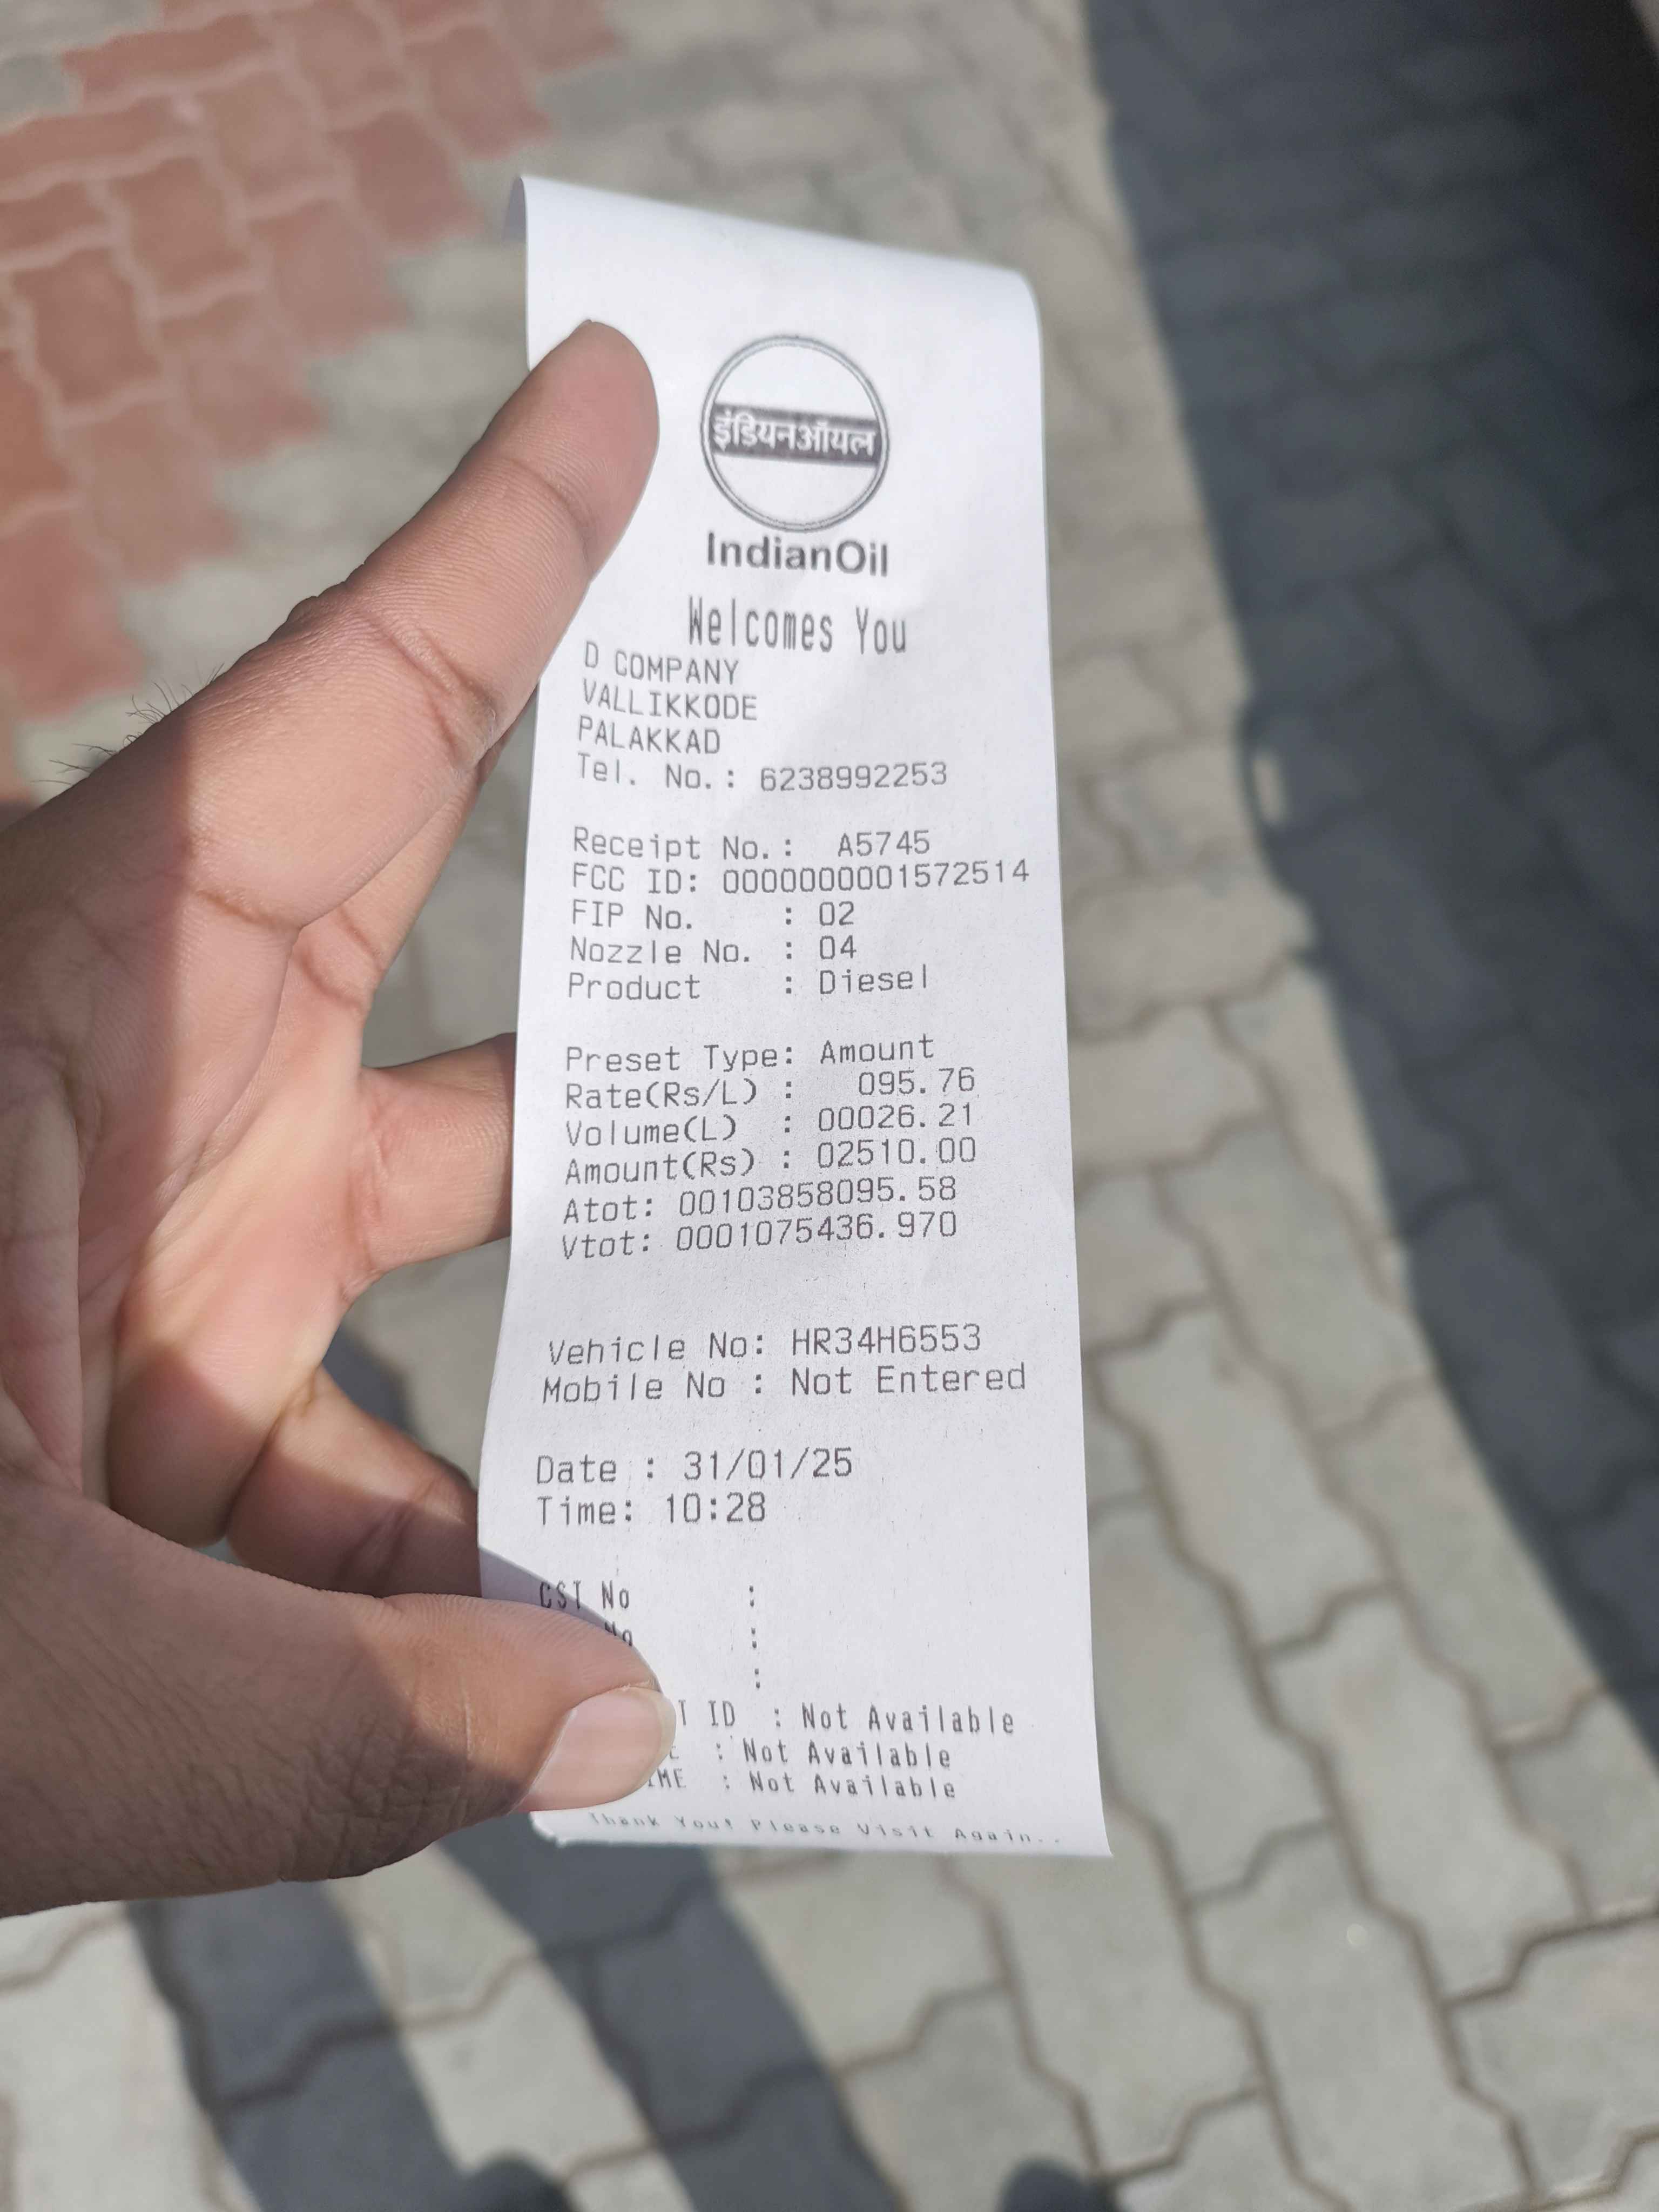 इंडियनऑयल
IndianOil
Welcomes You
D COMPANY
VALLIKKODE
PALAKKAD
Tel. No.: 6238992253
Receipt No.: A5745
FCC ID: 0000000001572514
FIP No. : 02
Nozzle No. : 04
Product : Diesel
Preset Type: Amount
Rate(Rs/L) : 095.76
Volume(L) : 00026.21
Amount(Rs) : 02510.00
Atot: 00103858095.58
Vtot: 0001075436.970
Vehicle No: HR34H6553
Mobile No : Not Entered
Date : 31/01/25
Time: 10:28
CST No :
No :
:
ID : Not Available
: Not Available
: Not Available
Thank You! Please Visit Again..